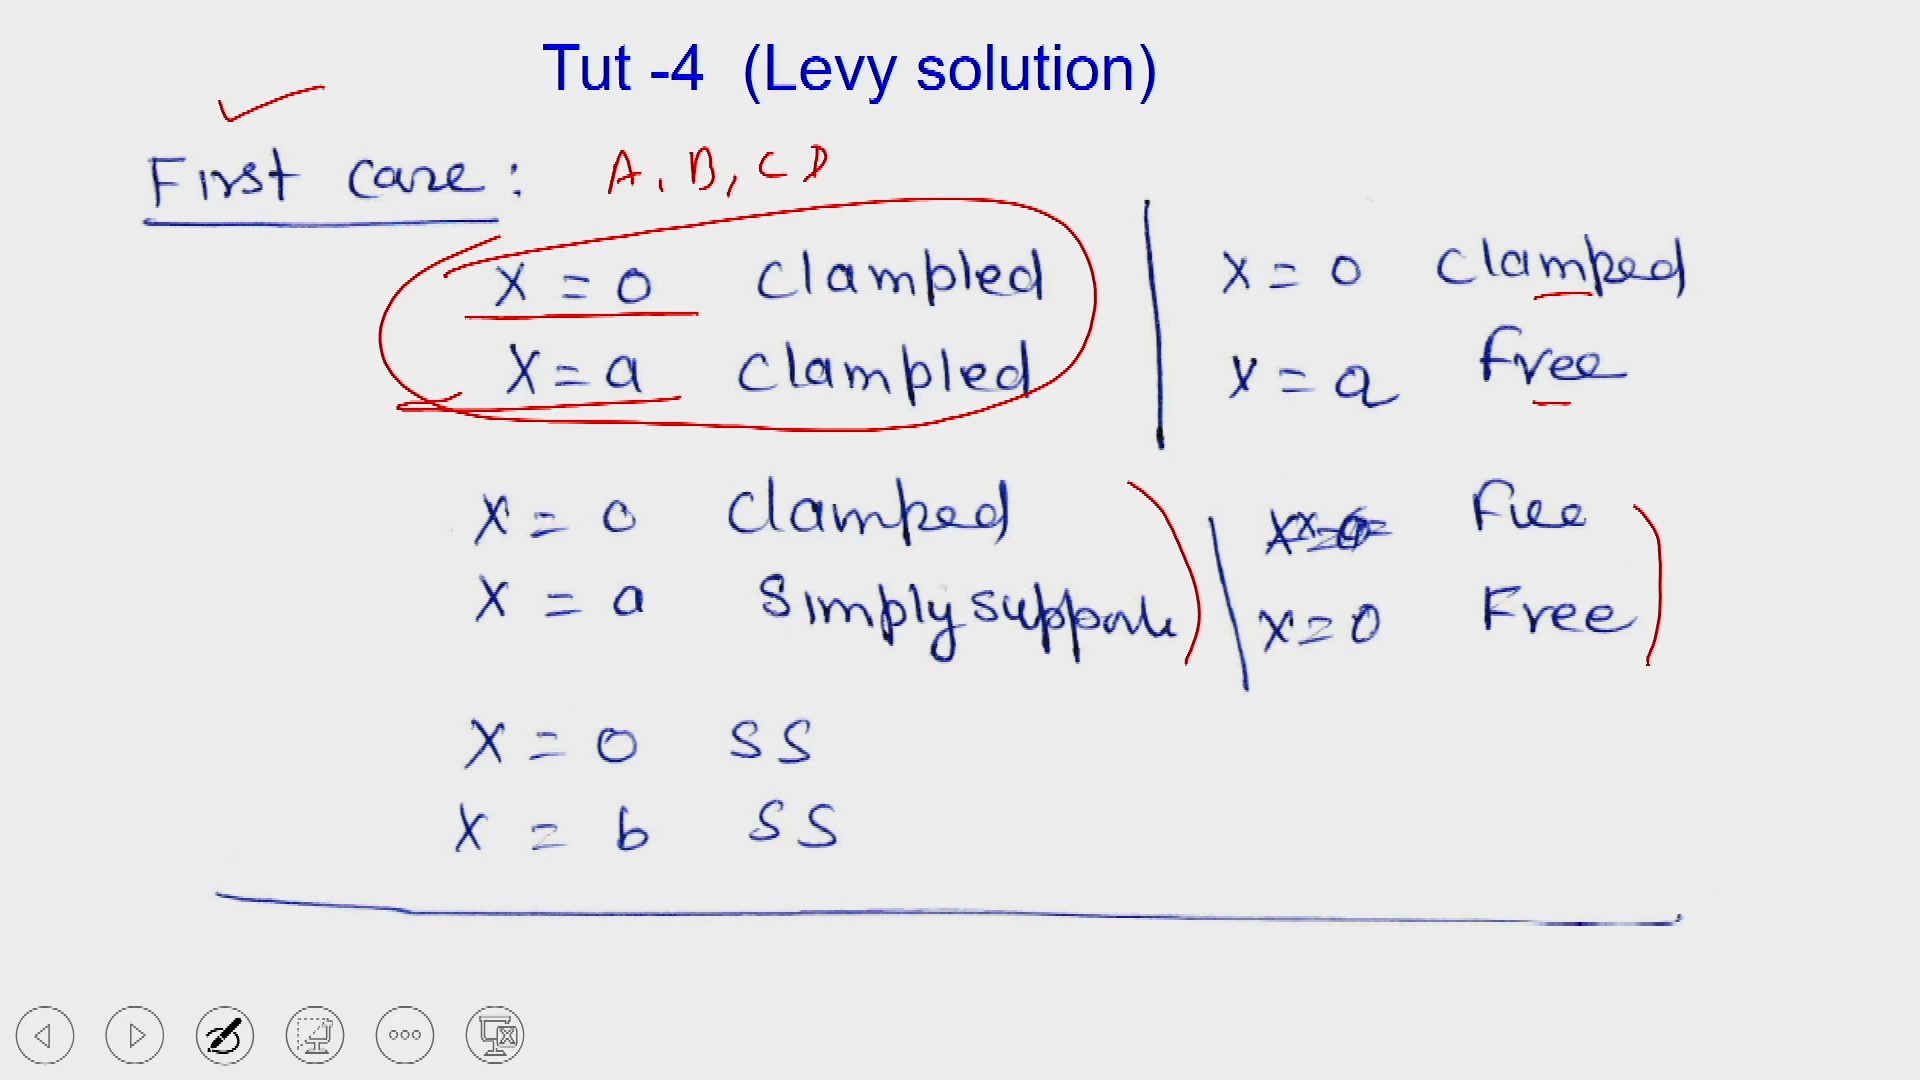 Tut -4 (Levy solution)
First case: A, B, C D
x = 0 Clampled
x = a Clampled
x = 0 Clamped
x = a Free
x = 0 Clamped
x = a Simply support
Free
x = 0 Free
x = 0 SS
x = b SS